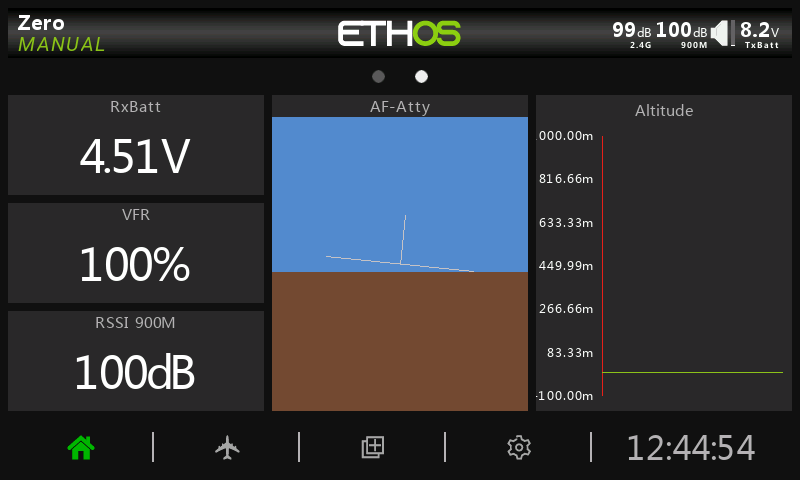 Zero
MANUAL
ETHOS
99dB 100dB 8.2V
2.4G 900M TxBatt
RxBatt
4.51V
VFR
100%
RSSI 900M
100dB
AF-Atty
Altitude
000.00m
816.66m
633.33m
449.99m
266.66m
83.33m
-100.00m
12:44:54